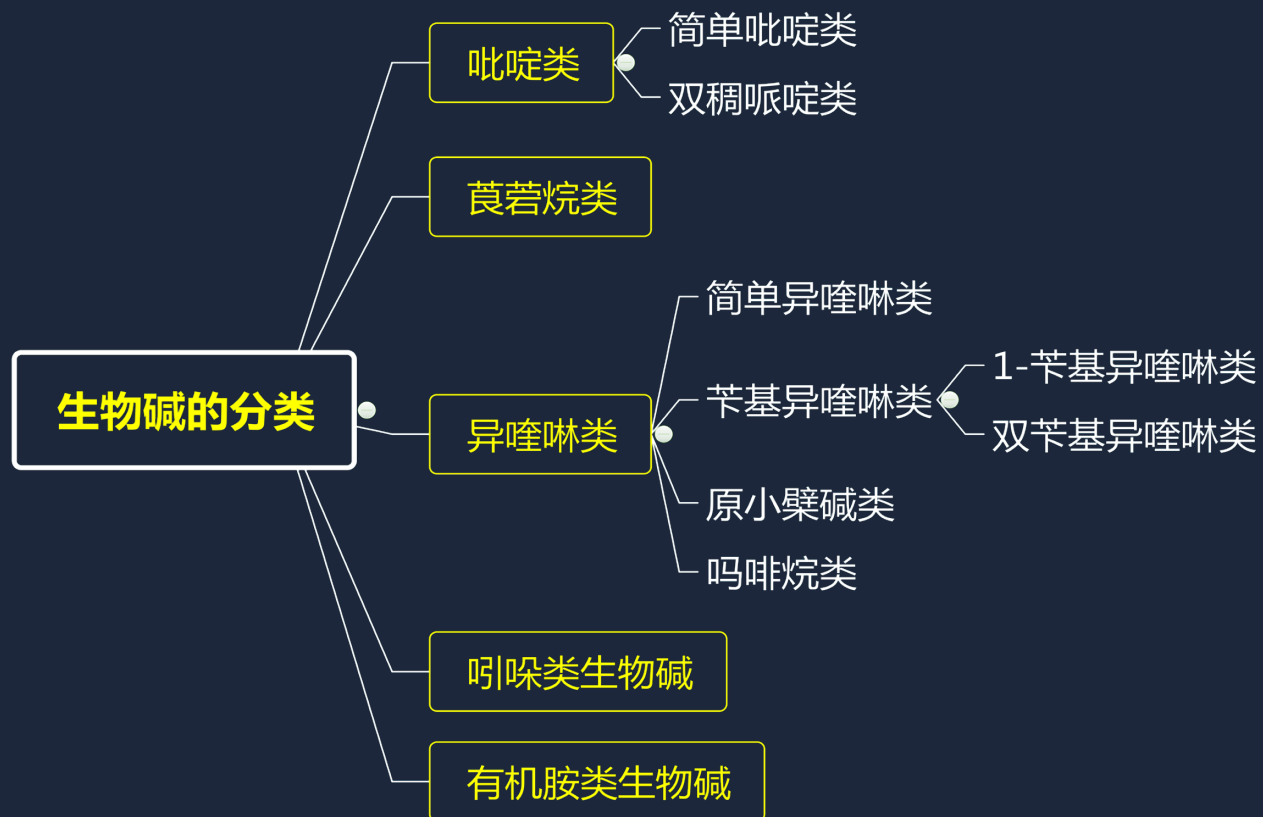 生物碱的分类
吡啶类
简单吡啶类
双稠哌啶类
莨菪烷类
异喹啉类
简单异喹啉类
苄基异喹啉类
1-苄基异喹啉类
双苄基异喹啉类
原小檗碱类
吗啡烷类
吲哚类生物碱
有机胺类生物碱